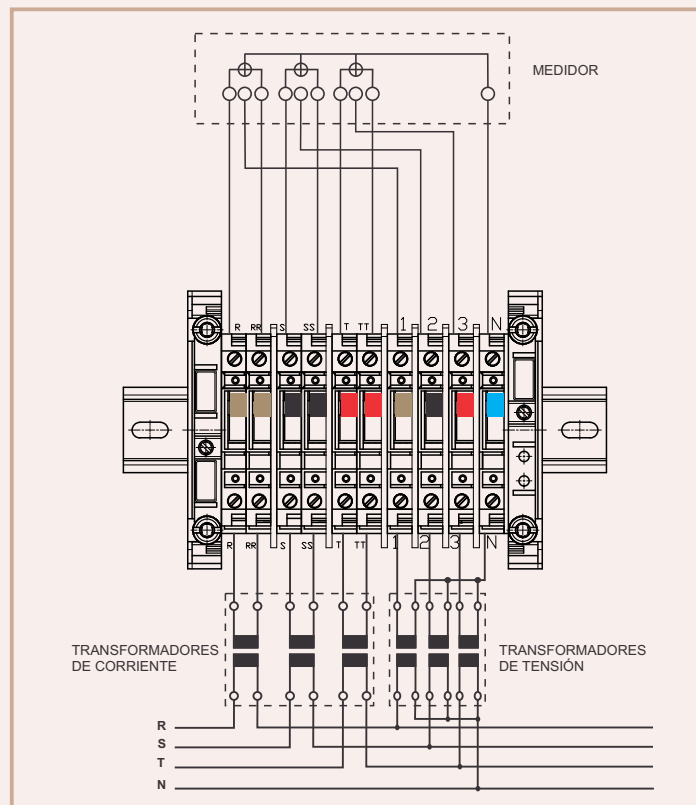 MEDIDOR
R RR S SS T TT 1 2 3 N
R RR S SS T TT 1 2 3 N
TRANSFORMADORES
DE CORRIENTE
TRANSFORMADORES
DE TENSIÓN
R
S
T
N